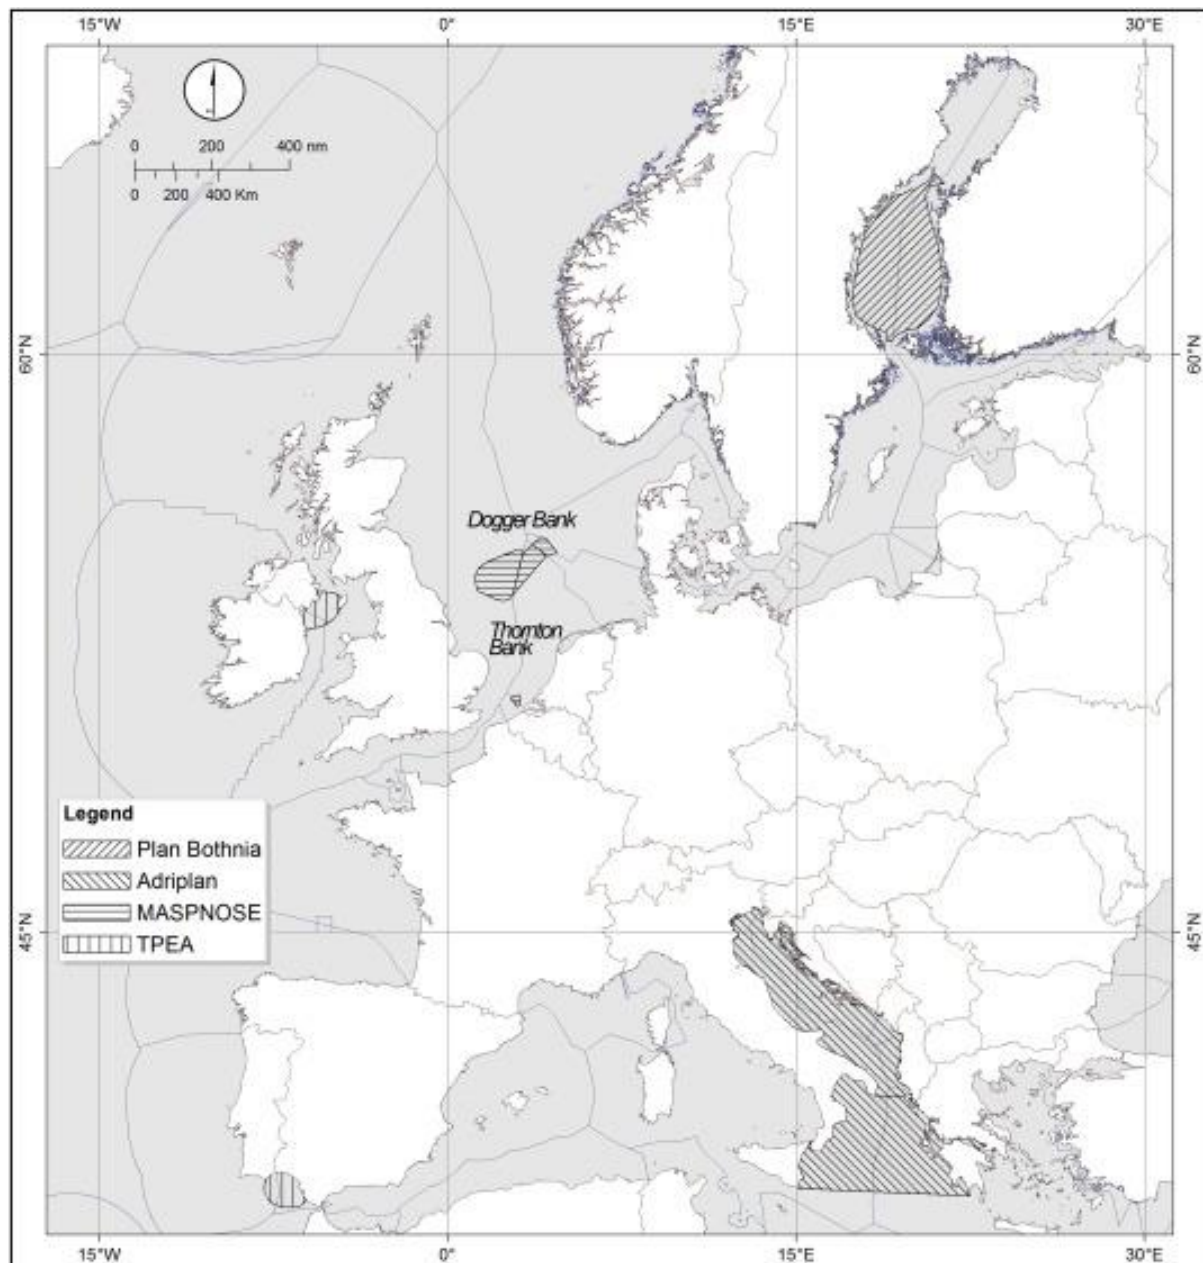 15°W 0° 15°E 30°E
0 200 400 nm
0 200 400 Km
60°N 60°N
Dogger Bank
Thornton
Bank
Legend
Plan Bothnia
Adriplan
MASPNOSE
TPEA
45°N 45°N
15°W 0° 15°E 30°E